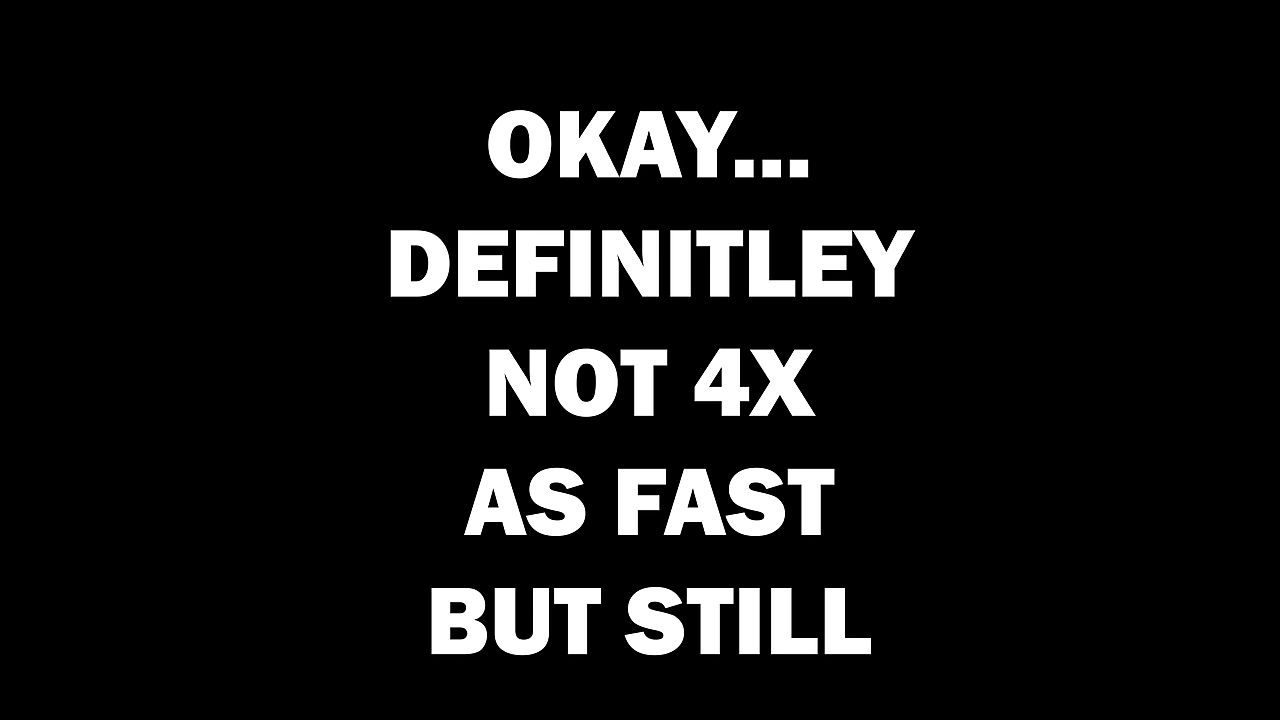 OKAY...
DEFINITLEY
NOT 4X
AS FAST
BUT STILL